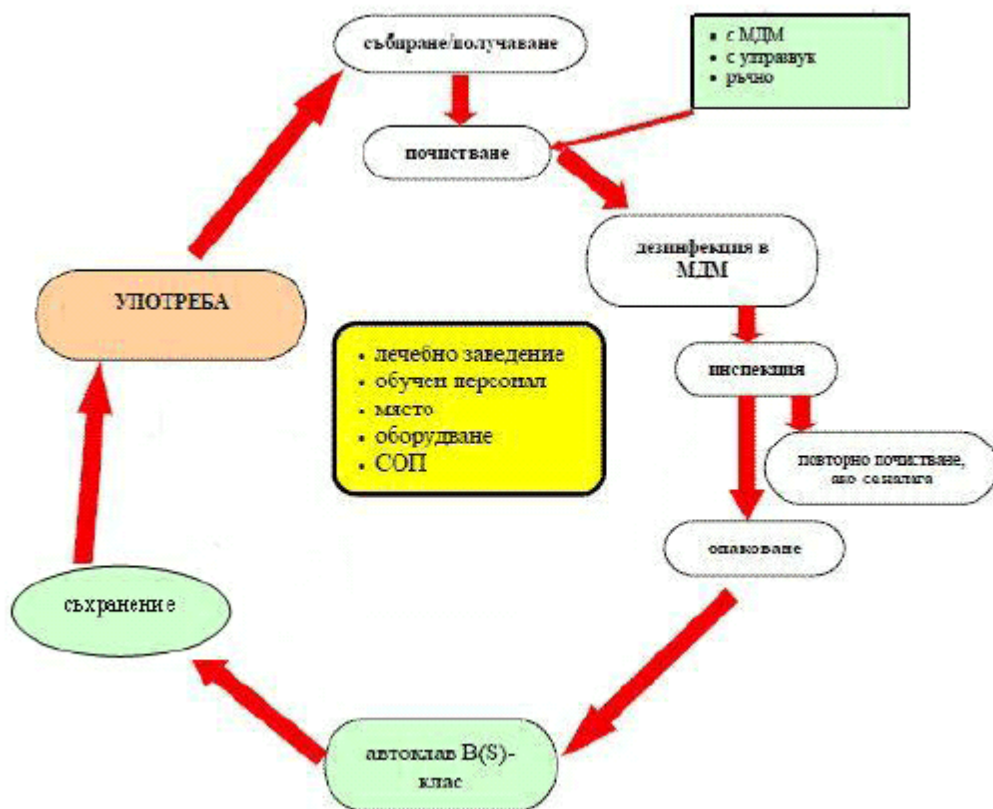 събиране/получаване
• с МДМ
• с ултразвук
• ръчно
почистване
дезинфекция в
МДМ
УПОТРЕБА
• лечебно заведение
• обучен персонал
• място
• оборудване
• СОП
инспекция
повторно почистване,
ако се налага
опаковане
съхранение
автоклав B(S)-
клас